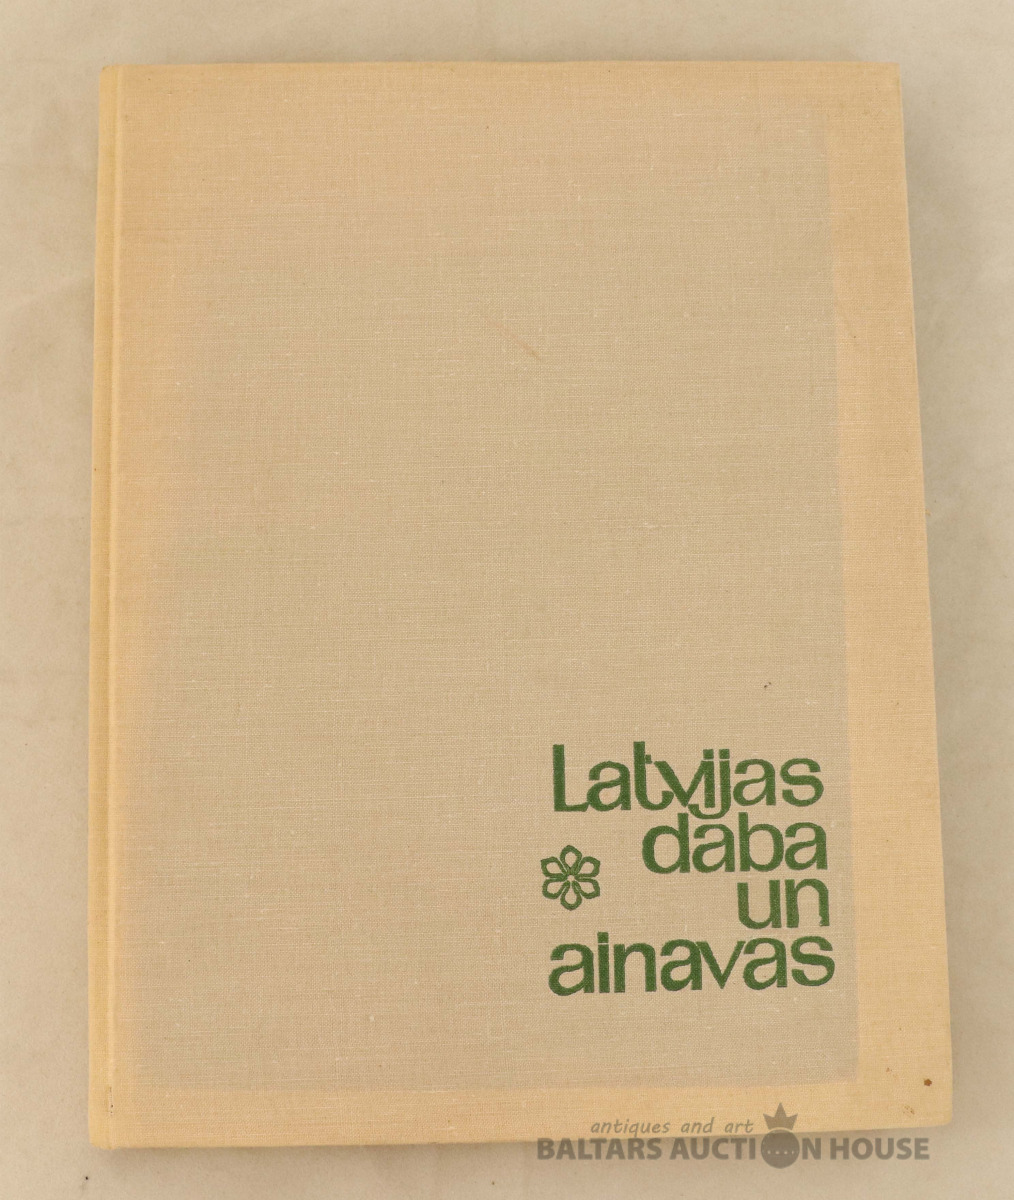 Latvijas
daba
un
ainavas
antiques and art
BALTARS AUCTION HOUSE